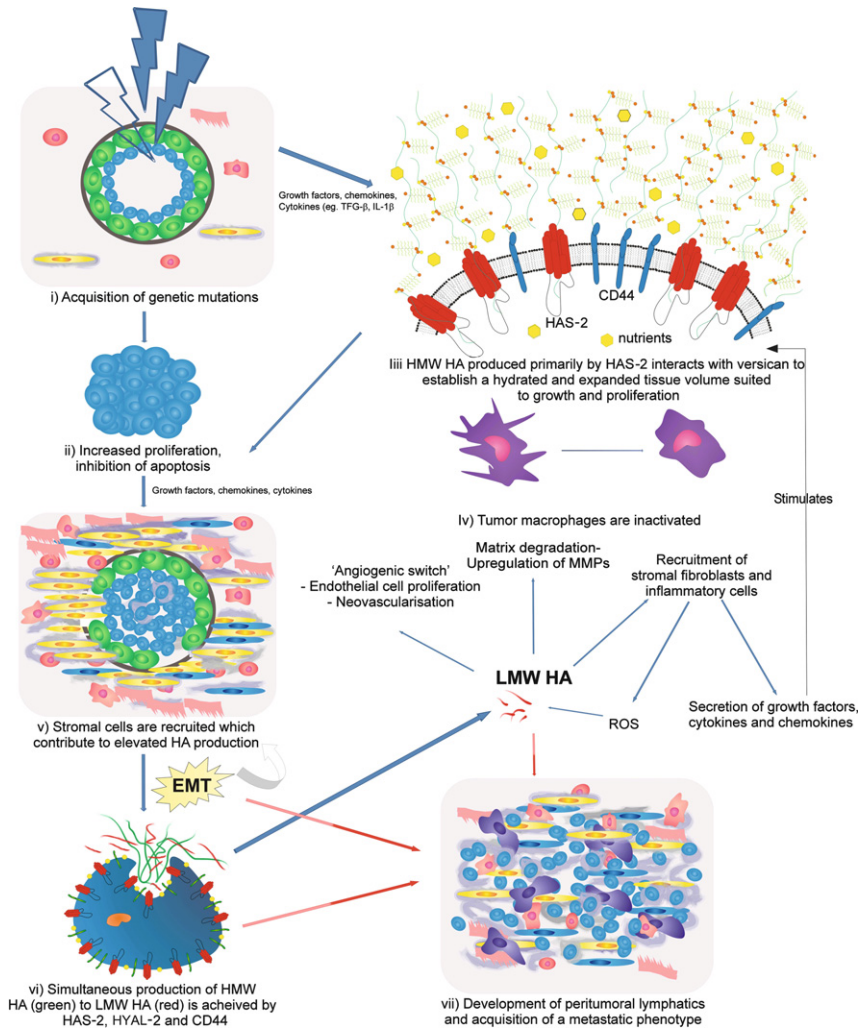 Growth factors, chemokines,
Cytokines (eg. TFG-β, IL-1β
i) Acquisition of genetic mutations
CD44
HAS-2
nutrients
Iiii HMW HA produced primarily by HAS-2 interacts with versican to
establish a hydrated and expanded tissue volume suited
to growth and proliferation
ii) Increased proliferation,
inhibition of apoptosis
Growth factors, chemokines, cytokines
Iv) Tumor macrophages are inactivated
Stimulates
'Angiogenic switch'
- Endothelial cell proliferation
- Neovascularisation
Matrix degradation-
Upregulation of MMPs
Recruitment of
stromal fibroblasts and
inflammatory cells
LMW HA
ROS
Secretion of growth factors,
cytokines and chemokines
v) Stromal cells are recruited which
contribute to elevated HA production
EMT
vi) Simultaneous production of HMW
HA (green) to LMW HA (red) is acheived by
HAS-2, HYAL-2 and CD44
vii) Development of peritumoral lymphatics
and acquisition of a metastatic phenotype